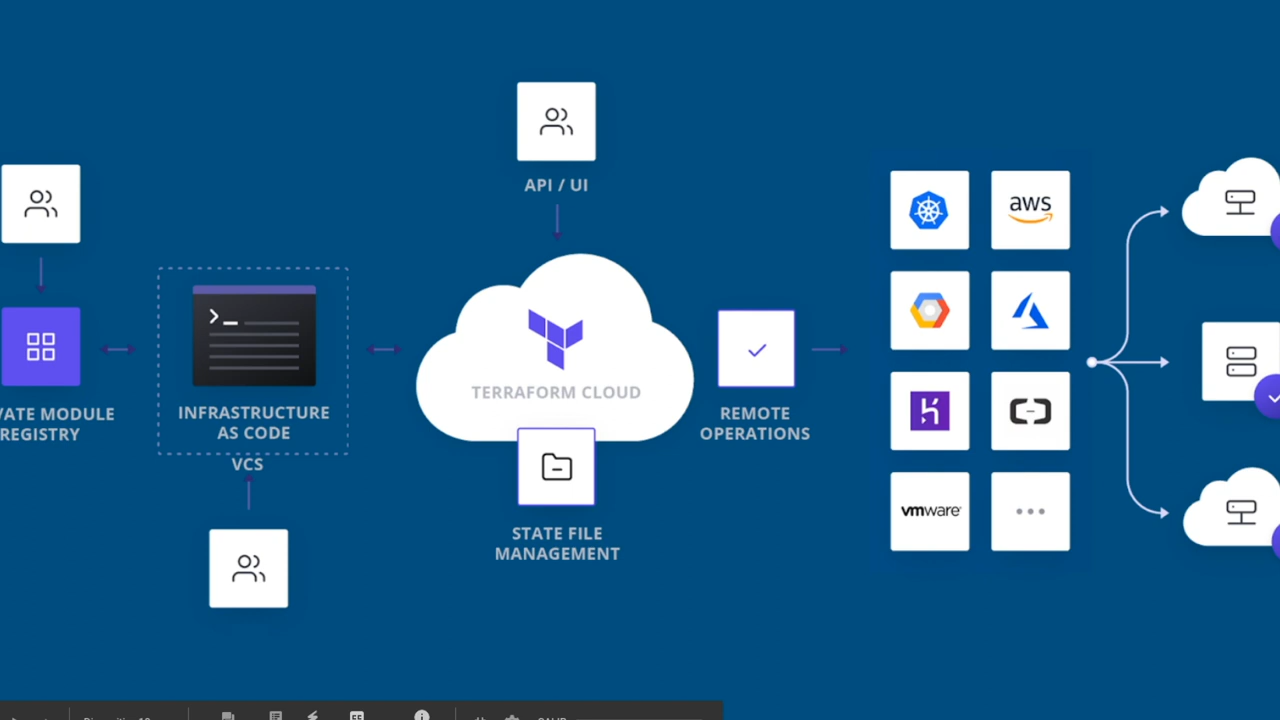 API / UI
aws
TERRAFORM CLOUD
VATE MODULE
REGISTRY
INFRASTRUCTURE
AS CODE
VCS
REMOTE
OPERATIONS
vmware
STATE FILE
MANAGEMENT